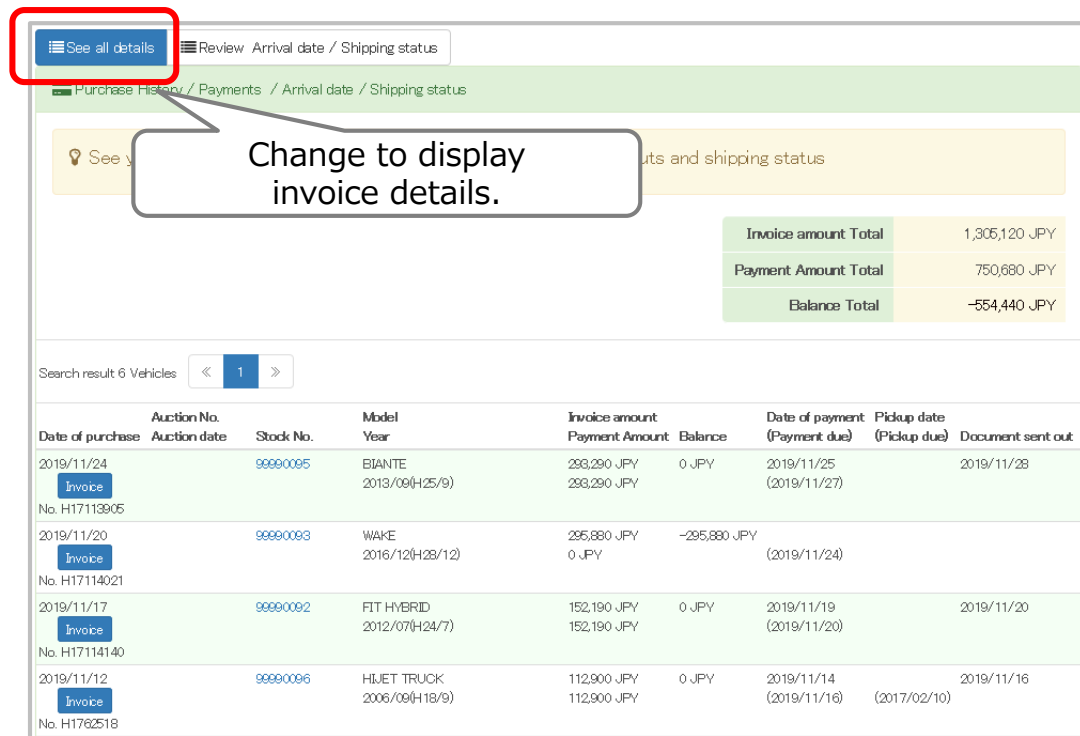 See all details
Review Arrival date / Shipping status
Purchase History / Payments / Arrival date / Shipping status
See
Change to display
invoice details.
and shipping status
Invoice amount Total 1,305,120 JPY
Payment Amount Total 750,680 JPY
Balance Total -554,440 JPY
Search result 6 Vehicles « 1 »
Auction No. Model Invoice amount Date of payment Pickup date
Date of purchase Auction date Stock No. Year Payment Amount Balance (Payment due) (Pickup due) Document sent out
2019/11/24 99990095 BIANTE 293,290 JPY 0 JPY 2019/11/25 2019/11/28
Invoice 2013/09(H25/9) 293,290 JPY (2019/11/27)
No. H17113905
2019/11/20 99990093 WAKE 295,880 JPY -295,880 JPY
Invoice 2016/12(H28/12) 0 JPY (2019/11/24)
No. H17114021
2019/11/17 99990092 FIT HYBRID 152,190 JPY 0 JPY 2019/11/19 2019/11/20
Invoice 2012/07(H24/7) 152,190 JPY (2019/11/20)
No. H17114140
2019/11/12 99990096 HIJET TRUCK 112,900 JPY 0 JPY 2019/11/14 2019/11/16
Invoice 2006/09(H18/9) 112,900 JPY (2019/11/16) (2017/02/10)
No. H1762518